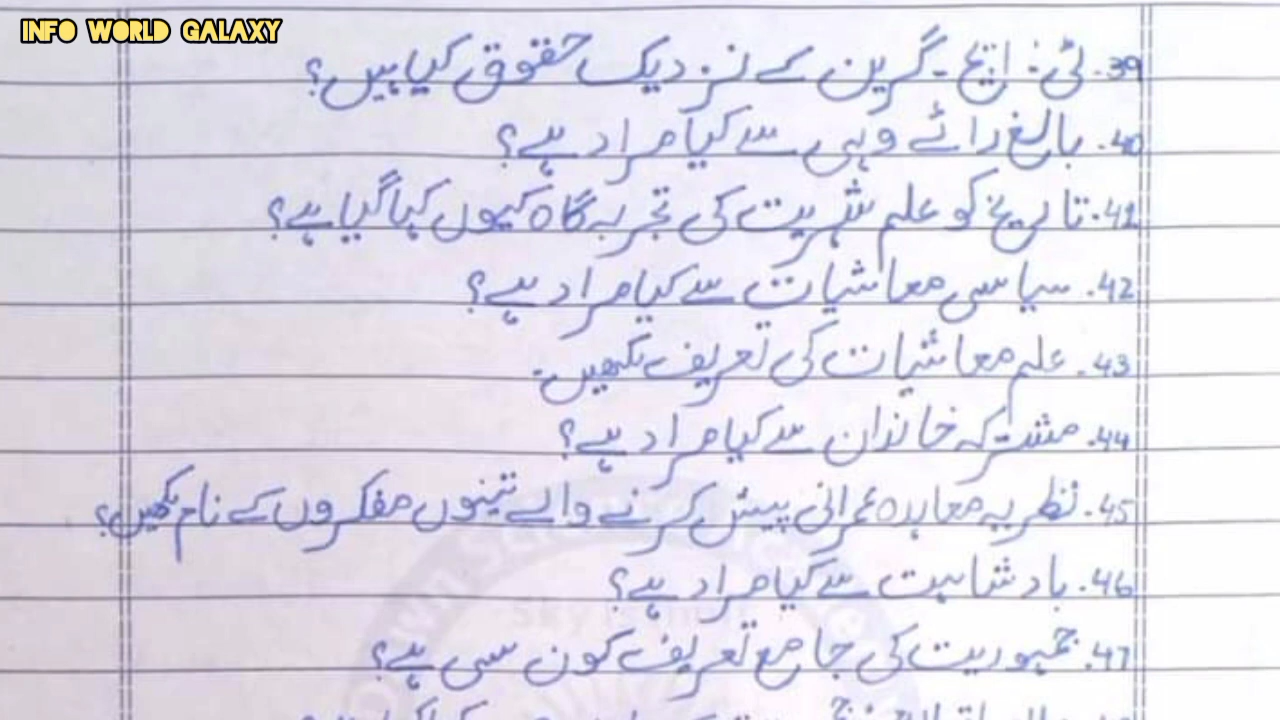 INFO WORLD GALAXY
39. ٹی۔ ایچ۔ گرین کے نزدیک حقوق کیا ہیں؟
40. بالغ رائے دہی سے کیا مراد ہے؟
41. تاریخ کو علم شہریت کی تجربہ گاہ کیوں کہا گیا ہے؟
42. سیاسی معاشیات سے کیا مراد ہے؟
43. علم معاشیات کی تعریف لکھیں۔
44. مشترکہ خاندان سے کیا مراد ہے؟
45. نظریہ معاہدہ عمرانی پیش کرنے والے تینوں مفکروں کے نام لکھیں؟
46. بادشاہت سے کیا مراد ہے؟
47. جمہوریت کی جامع تعریف کون سی ہے؟